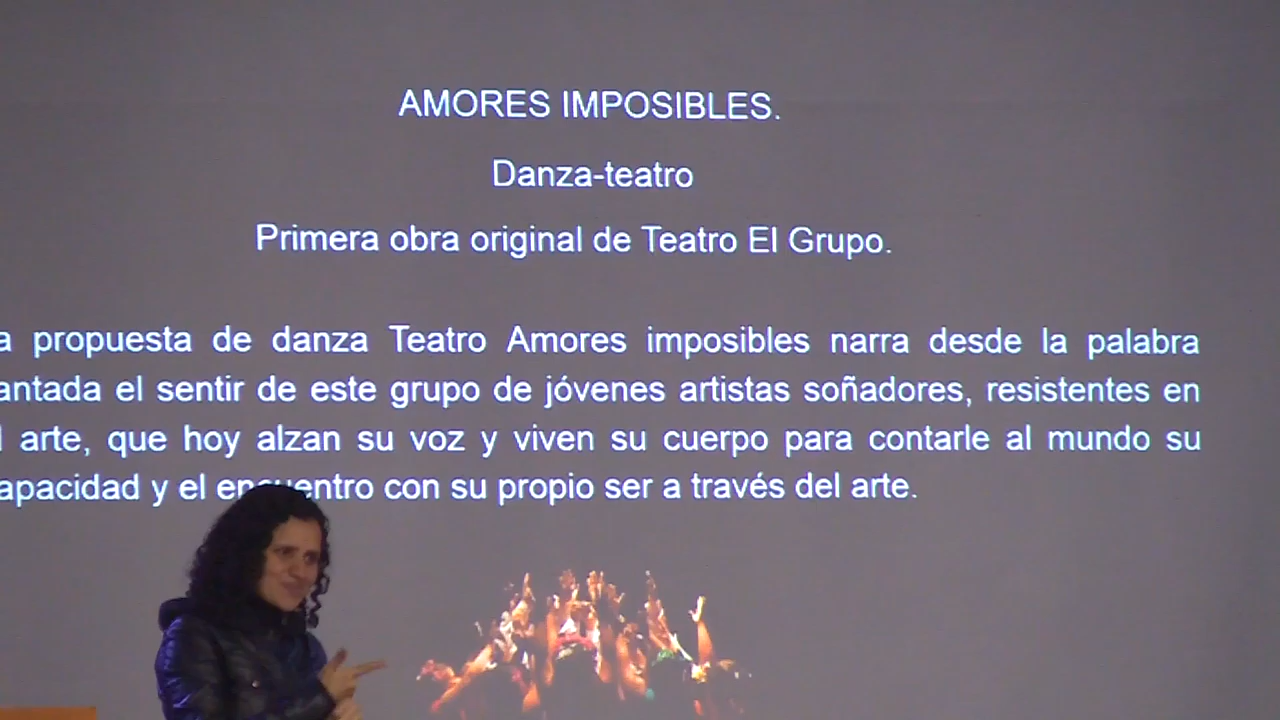 AMORES IMPOSIBLES.
Danza-teatro
Primera obra original de Teatro El Grupo.
a propuesta de danza Teatro Amores imposibles narra desde la palabra
antada el sentir de este grupo de jóvenes artistas soñadores, resistentes en
l arte, que hoy alzan su voz y viven su cuerpo para contarle al mundo su
apacidad y el encuentro con su propio ser a través del arte.